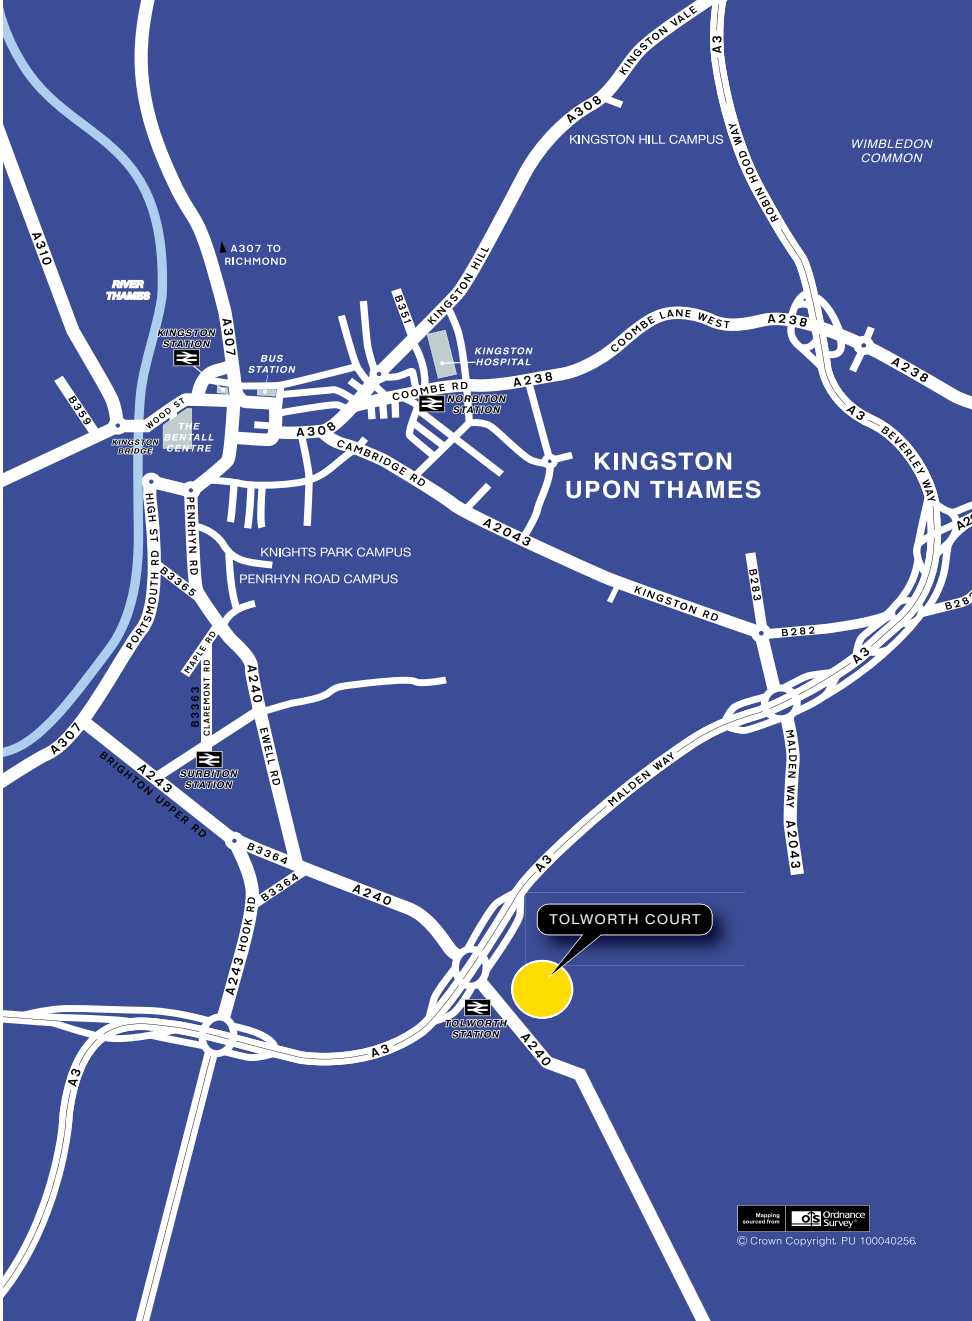 KINGSTON VALE
A3
A308
KINGSTON HILL CAMPUS
ROBIN HOOD WAY
WIMBLEDON
COMMON
A310
A307 TO
RICHMOND
RIVER
THAMES
KINGSTON HILL
B351
KINGSTON
STATION
A307
BUS
STATION
KINGSTON
HOSPITAL
COOMBE LANE WEST
A238
A238
COOMBE RD
A238
NORBITON
STATION
B359
WOOD ST
KINGSTON
BRIDGE
THE
BENTALL
CENTRE
A308
CAMBRIDGE RD
A3
BEVERLEY WAY
KINGSTON
UPON THAMES
HIGH ST
PENRHYN RD
A2043
KNIGHTS PARK CAMPUS
PENRHYN ROAD CAMPUS
B3365
PORTSMOUTH RD
B283
KINGSTON RD
B282
MAPLE RD
A240
A3
B3363
CLAREMONT RD
A307
EWELL RD
MALDEN WAY
A2043
SURBITON
STATION
A243
BRIGHTON UPPER RD
MALDEN WAY
B3364
B3364
A240
A3
HOOK RD
A243
TOLWORTH COURT
TOLWORTH
STATION
A240
A3
A3
Mapping
sourced from
Ordnance
Survey
© Crown Copyright. PU 100040256.